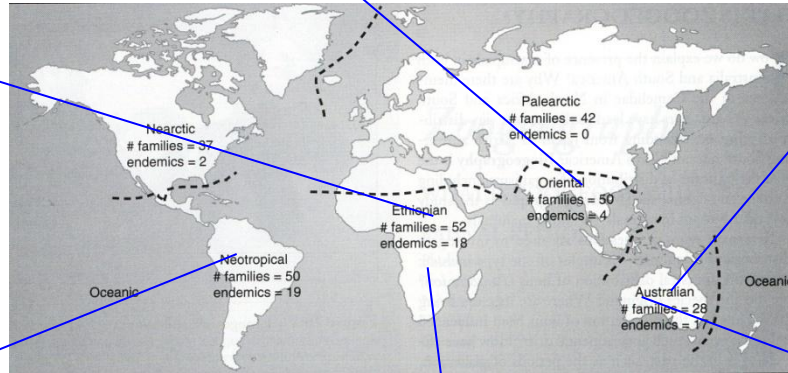 Palearctic
# families = 42
endemics = 0
Nearctic
# families = 37
endemics = 2
Oriental
# families = 50
endemics = 4
Ethiopian
# families = 52
endemics = 18
Neotropical
# families = 50
endemics = 19
Oceanic
Oceanic
Australian
# families = 28
endemics = 17